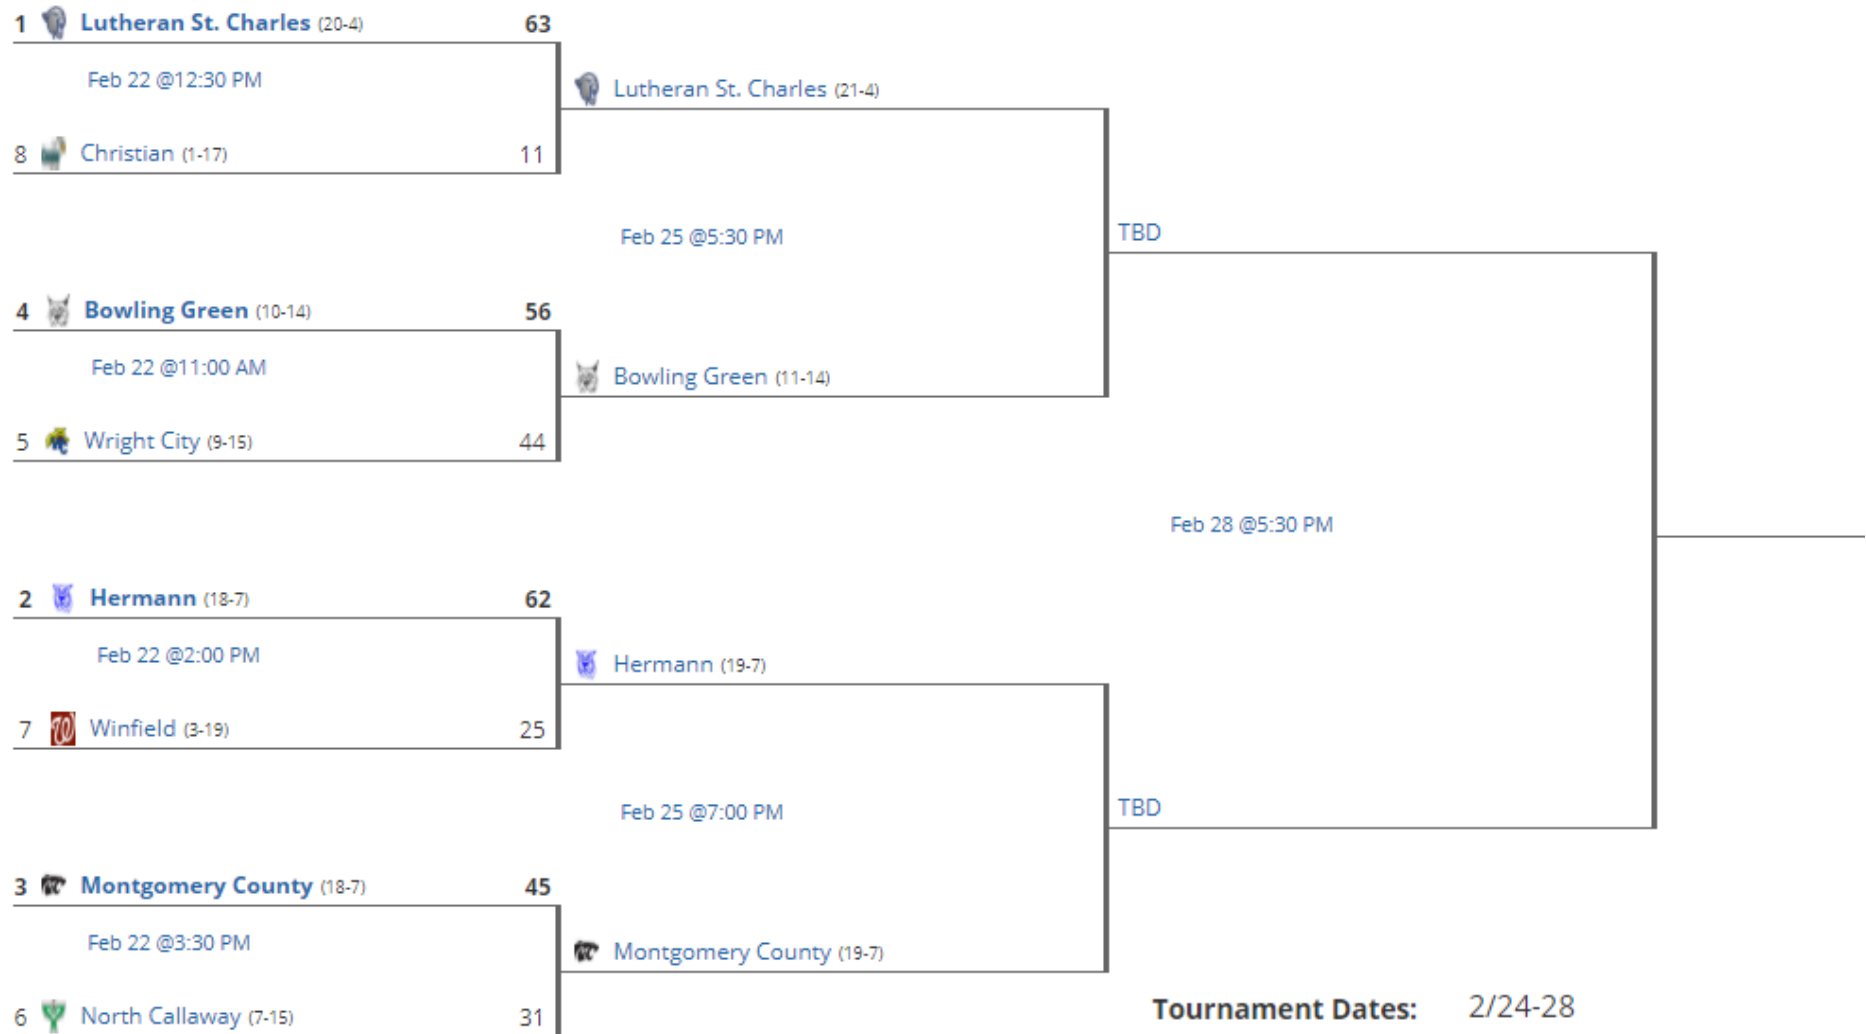 1 Lutheran St. Charles (20-4) 63
Feb 22 @12:30 PM
Lutheran St. Charles (21-4)
8 Christian (1-17) 11
Feb 25 @5:30 PM
TBD
4 Bowling Green (10-14) 56
Feb 22 @11:00 AM
Bowling Green (11-14)
5 Wright City (9-15) 44
Feb 28 @5:30 PM
2 Hermann (18-7) 62
Feb 22 @2:00 PM
Hermann (19-7)
7 W Winfield (3-19) 25
Feb 25 @7:00 PM
TBD
3 Montgomery County (18-7) 45
Feb 22 @3:30 PM
Montgomery County (19-7)
6 North Callaway (7-15) 31
Tournament Dates: 2/24-28